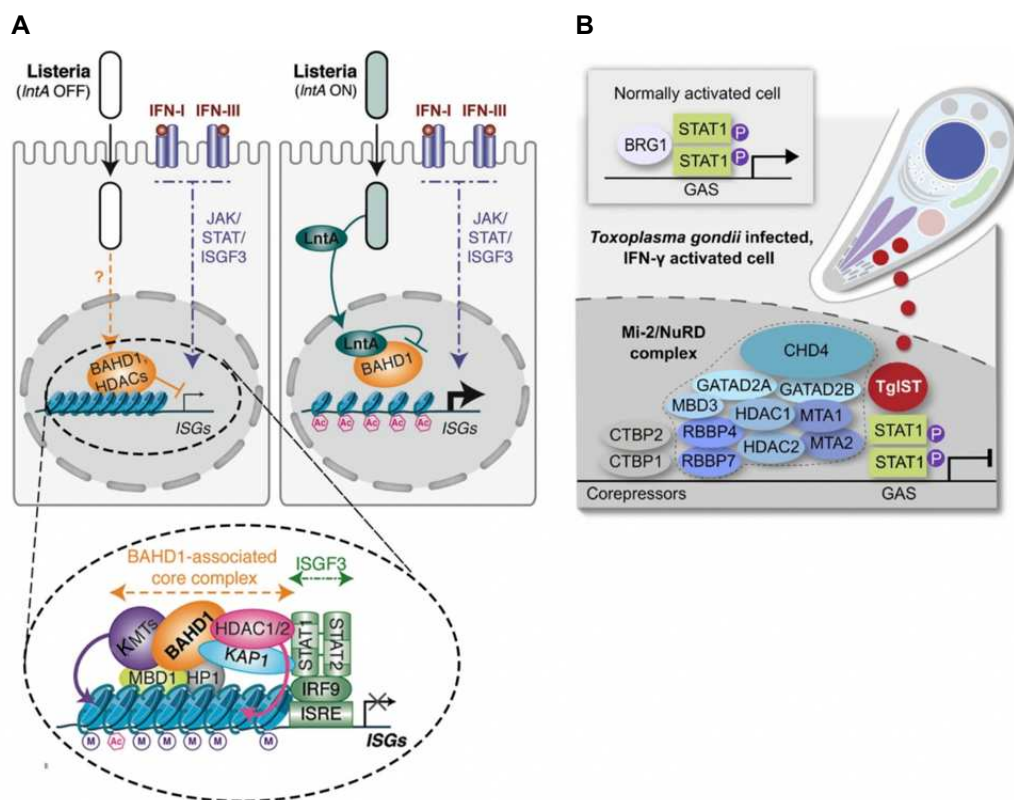 A
Listeria
(lntA OFF)
IFN-I IFN-III
JAK/
STAT/
ISGF3
?
BAHD1,
HDACs
ISGs
Listeria
(lntA ON)
IFN-I IFN-III
LntA
JAK/
STAT/
ISGF3
LntA
BAHD1
Ac Ac Ac Ac Ac
ISGs
BAHD1-associated
core complex
ISGF3
KMTs
BAHD1
HDAC1/2
KAP1
STAT1
STAT2
MBD1
HP1
IRF9
ISRE
M Ac M M M M M
ISGs
B
Normally activated cell
BRG1
STAT1 P
STAT1 P
GAS
Toxoplasma gondii infected,
IFN-γ activated cell
Mi-2/NuRD
complex
CHD4
GATAD2A
GATAD2B
TgIST
MBD3
HDAC1
MTA1
CTBP2
RBBP4
HDAC2
MTA2
STAT1 P
CTBP1
RBBP7
STAT1 P
Corepressors
GAS